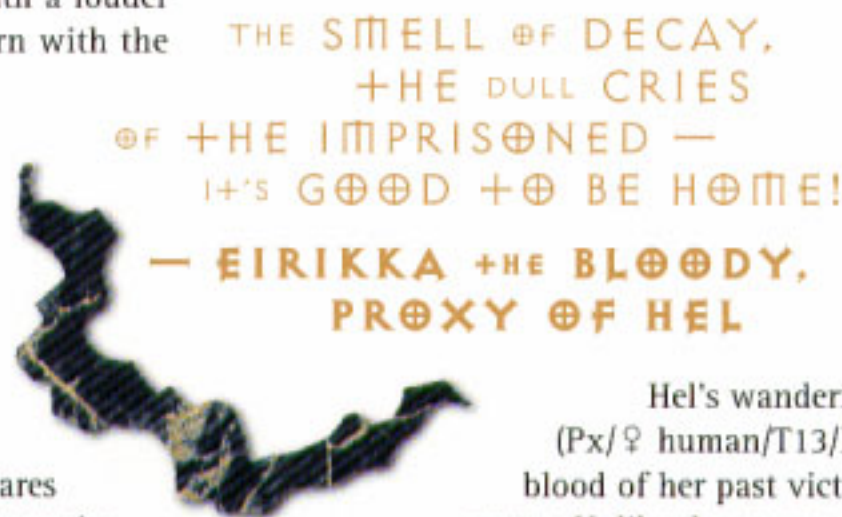 rn with the
THE SMELL OF DECAY,
THE DULL CRIES
OF THE IMPRISONED —
IT'S GOOD TO BE HOME!
— EIRIKKA THE BLOODY,
PROXY OF HEL
Hel's wander
(Px/♀ human/T13/
ares
blood of her past vict